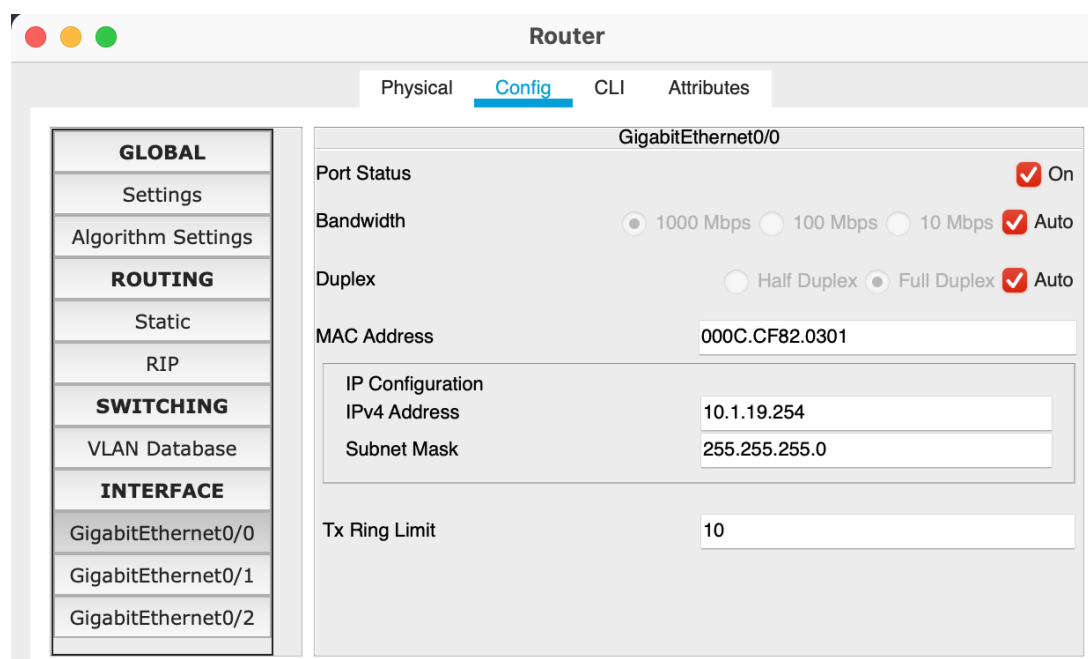 Router
Physical Config CLI Attributes
GLOBAL
Settings
Algorithm Settings
ROUTING
Static
RIP
SWITCHING
VLAN Database
INTERFACE
GigabitEthernet0/0
GigabitEthernet0/1
GigabitEthernet0/2
GigabitEthernet0/0
Port Status On
Bandwidth 1000 Mbps 100 Mbps 10 Mbps Auto
Duplex Half Duplex Full Duplex Auto
MAC Address 000C.CF82.0301
IP Configuration
IPv4 Address 10.1.19.254
Subnet Mask 255.255.255.0
Tx Ring Limit 10